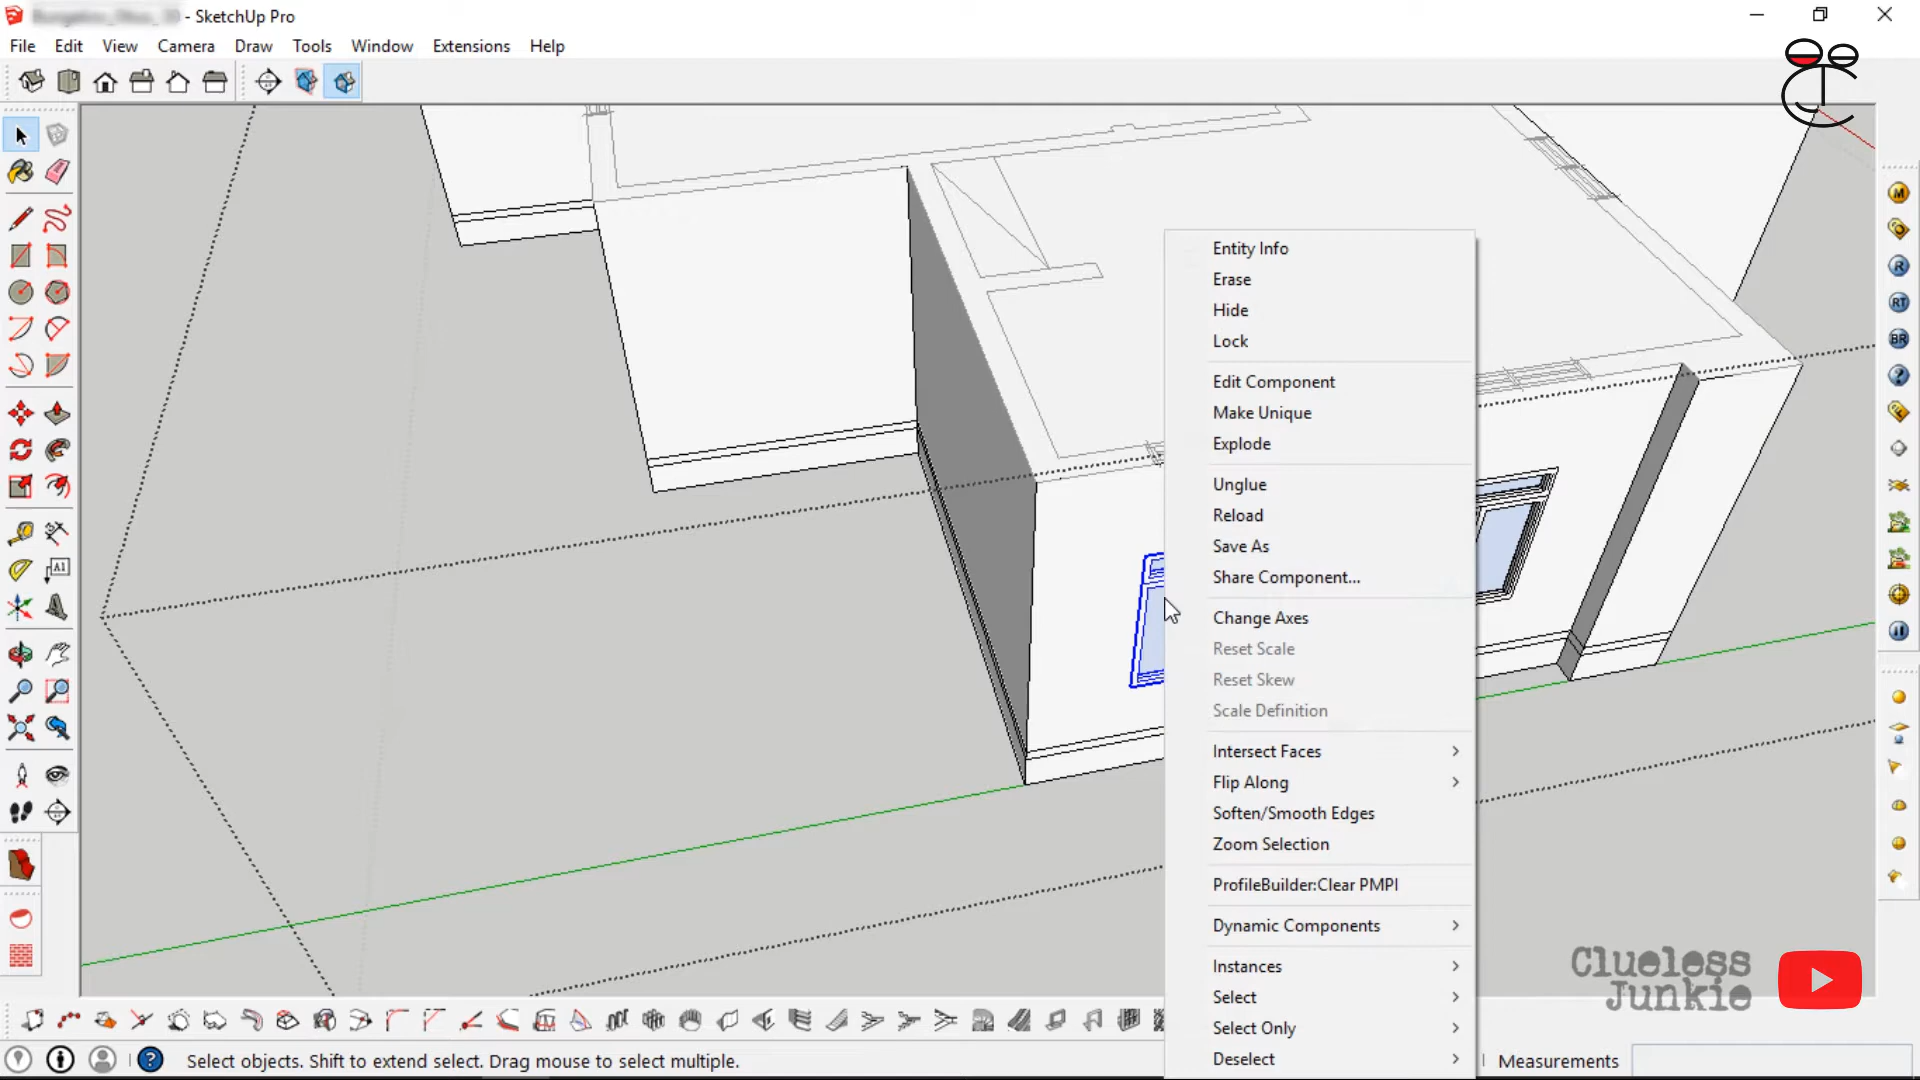 - SketchUp Pro
File Edit View Camera Draw Tools Window Extensions Help
Entity Info
Erase
Hide
Lock
Edit Component
Make Unique
Explode
Unglue
Reload
Save As
Share Component...
Change Axes
Reset Scale
Reset Skew
Scale Definition
Intersect Faces
Flip Along
Soften/Smooth Edges
Zoom Selection
ProfileBuilder:Clear PMPI
Dynamic Components
Instances
Select
Select Only
Deselect
A1
M
R
RT
BR
Clueless
Junkie
Select objects. Shift to extend select. Drag mouse to select multiple.
Measurements